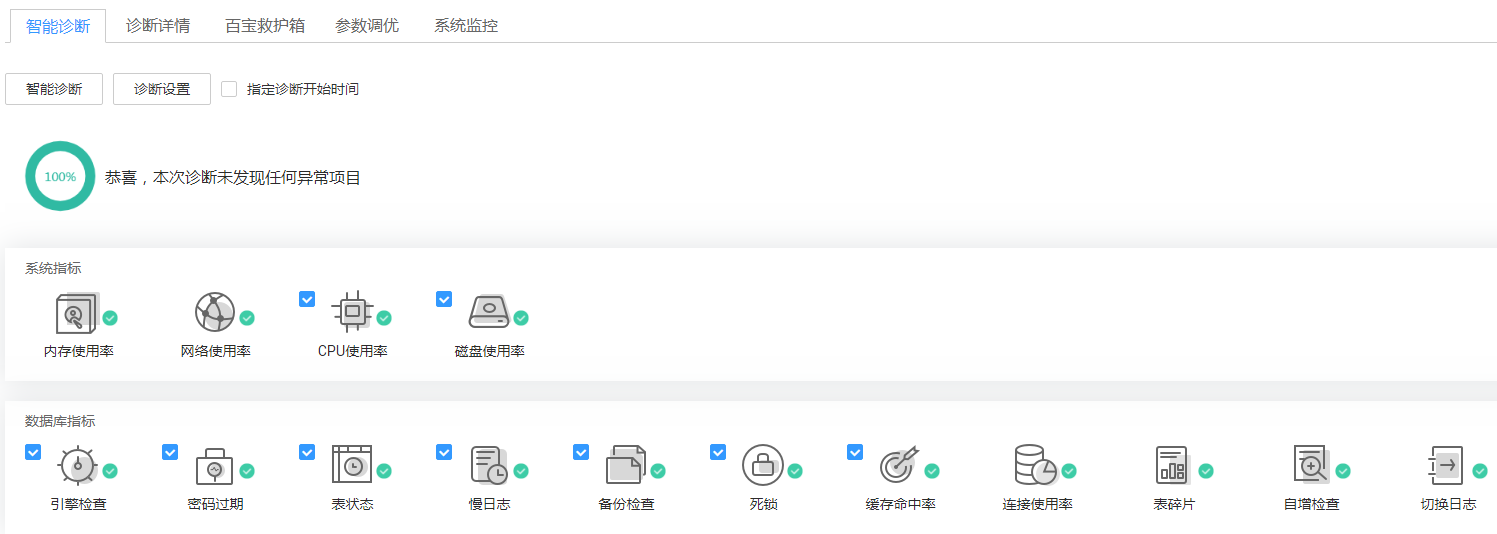 智能诊断 诊断详情 百宝救护箱 参数调优 系统监控
智能诊断 诊断设置 指定诊断开始时间
100% 恭喜，本次诊断未发现任何异常项目
系统指标
内存使用率 网络使用率 CPU使用率 磁盘使用率
数据库指标
引擎检查 密码过期 表状态 慢日志 备份检查 死锁 缓存命中率 连接使用率 表碎片 自增检查 切换日志